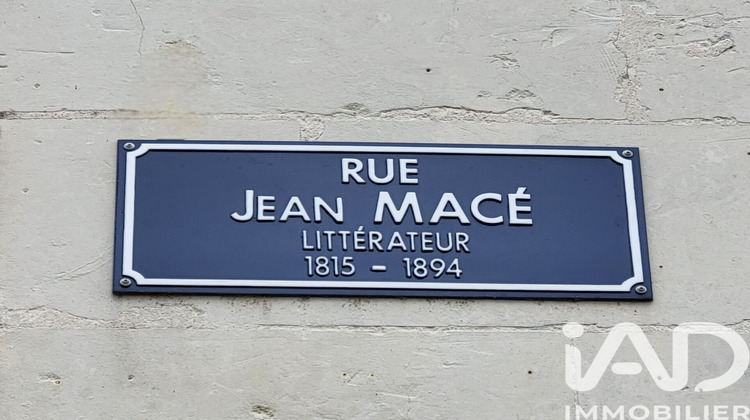 RUE
JEAN MACÉ
LITTÉRATEUR
1815 - 1894
iAD
IMMOBILIER